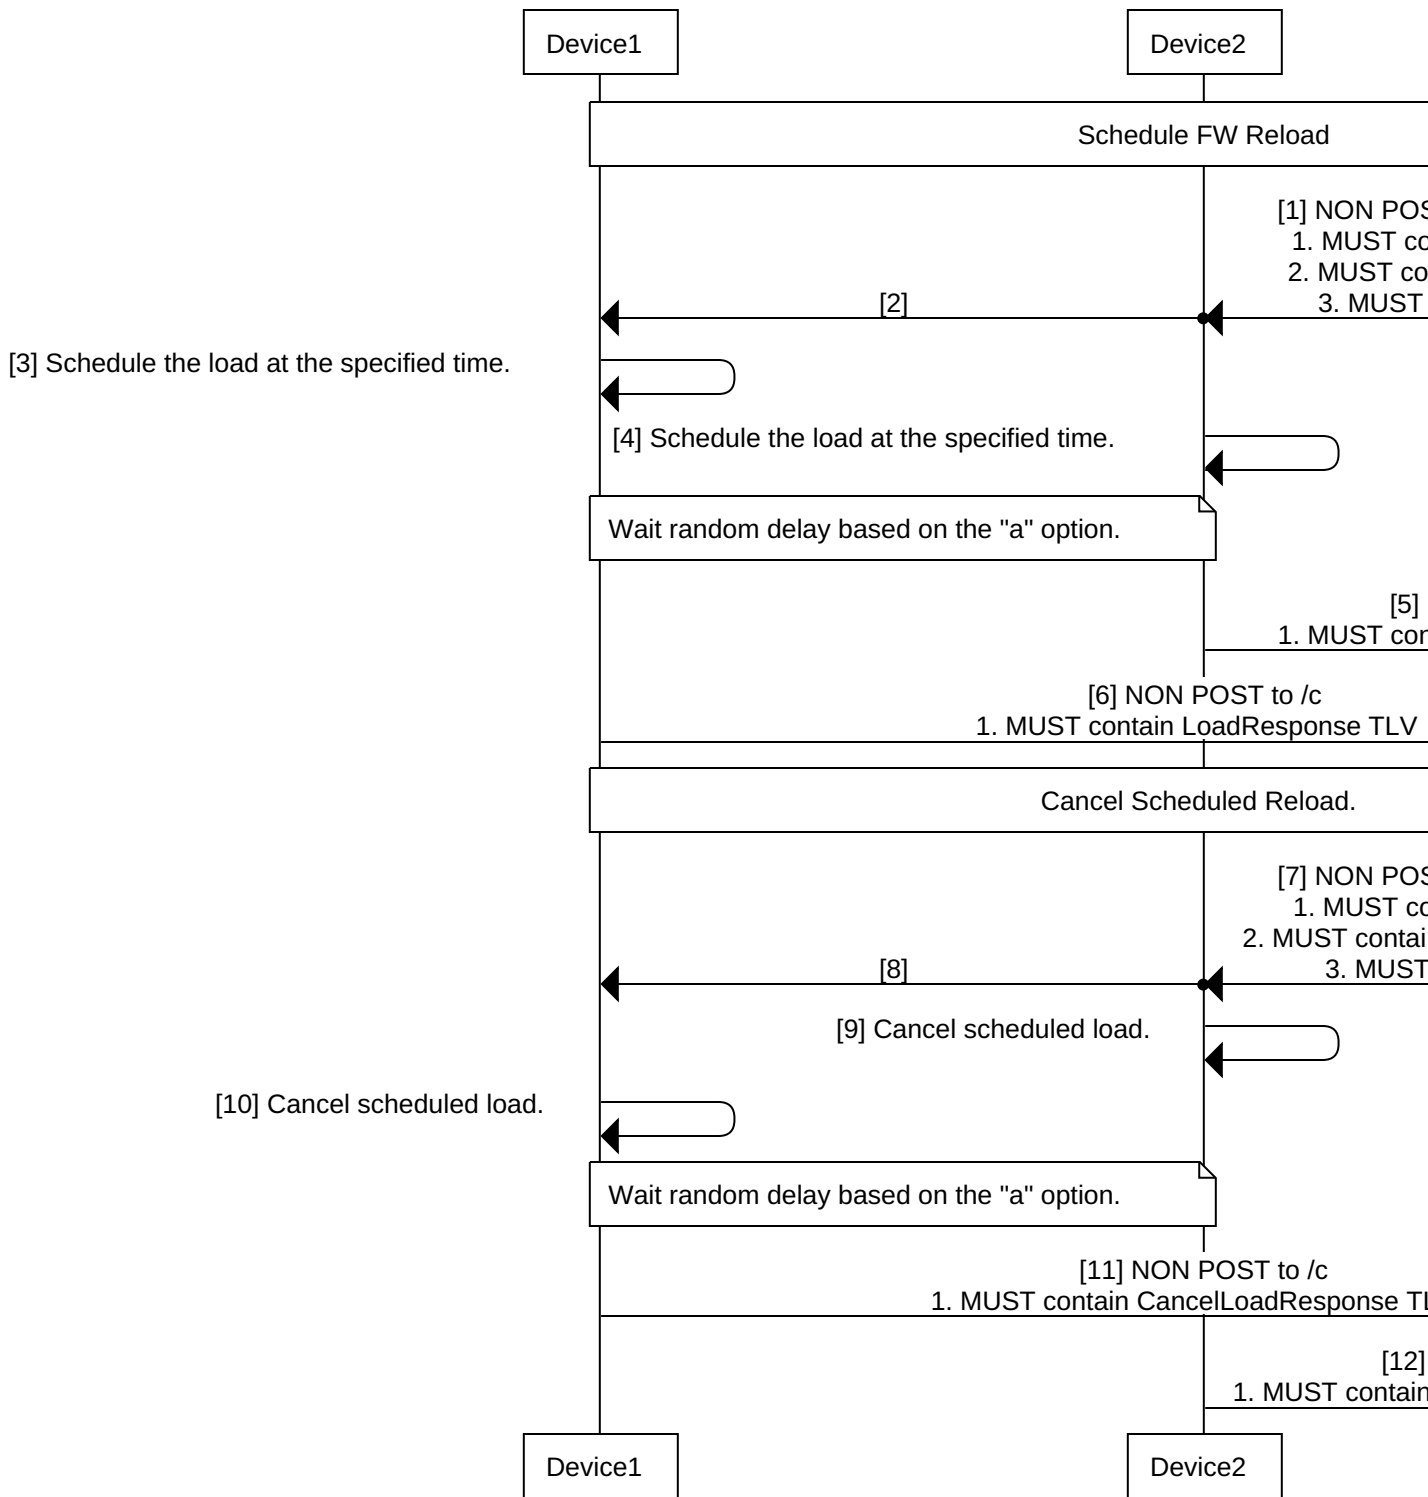 Device1
Device2
Schedule FW Reload
[1] NON POS
1. MUST co
2. MUST co
3. MUST
[2]
[3] Schedule the load at the specified time.
[4] Schedule the load at the specified time.
Wait random delay based on the "a" option.
[5]
1. MUST con
[6] NON POST to /c
1. MUST contain LoadResponse TLV
Cancel Scheduled Reload.
[7] NON POS
1. MUST co
2. MUST contai
3. MUST
[8]
[9] Cancel scheduled load.
[10] Cancel scheduled load.
Wait random delay based on the "a" option.
[11] NON POST to /c
1. MUST contain CancelLoadResponse TL
[12]
1. MUST contain
Device1
Device2